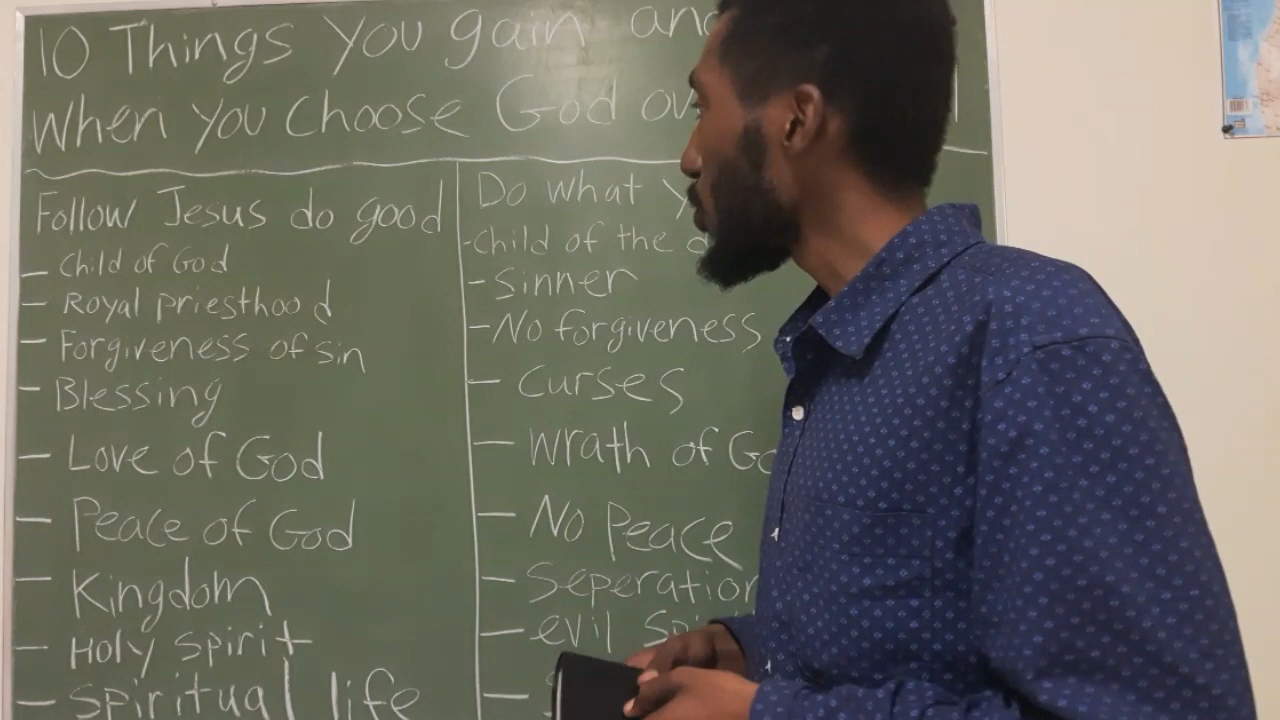 10 Things You gain and
When you choose God
Follow Jesus do good
- Child of God
- Royal priesthood
- Forgiveness of sin
- Blessing
- Love of God
- Peace of God
- Kingdom
- Holy spirit
- Spiritual life
Do what
-Child of the
- Sinner
- No forgiveness
- Curses
- Wrath of
- No Peace
- Seperation
- evil